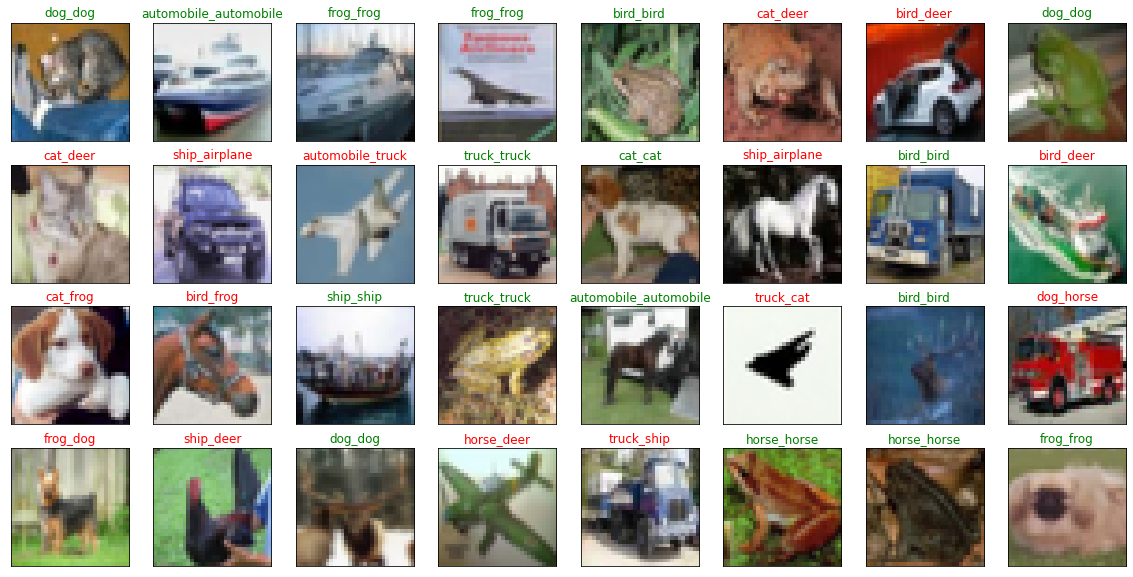 dog_dog
automobile_automobile
frog_frog
frog_frog
bird_bird
cat_deer
bird_deer
dog_dog
cat_deer
ship_airplane
automobile_truck
truck_truck
cat_cat
ship_airplane
bird_bird
bird_deer
cat_frog
bird_frog
ship_ship
truck_truck
automobile_automobile
truck_cat
bird_bird
dog_horse
frog_dog
ship_deer
dog_dog
horse_deer
truck_ship
horse_horse
horse_horse
frog_frog